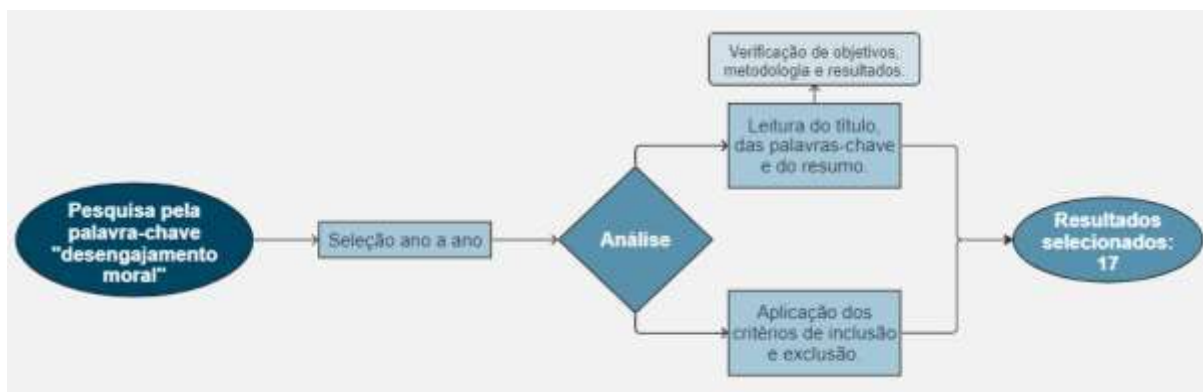 Pesquisa pela
palavra-chave
"desengajamento
moral"
Seleção ano a ano
Análise
Verificação de objetivos,
metodologia e resultados.
Leitura do título,
das palavras-chave
e do resumo.
Aplicação dos
critérios de inclusão
e exclusão.
Resultados
selecionados:
17